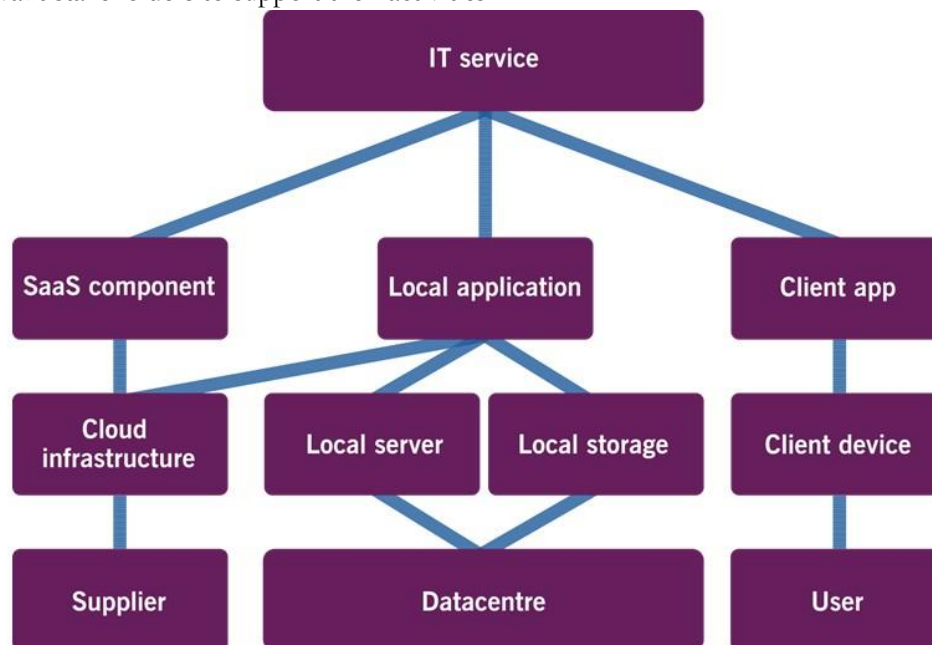 IT service
SaaS component
Local application
Client app
Cloud
infrastructure
Local server
Local storage
Client device
Supplier
Datacentre
User